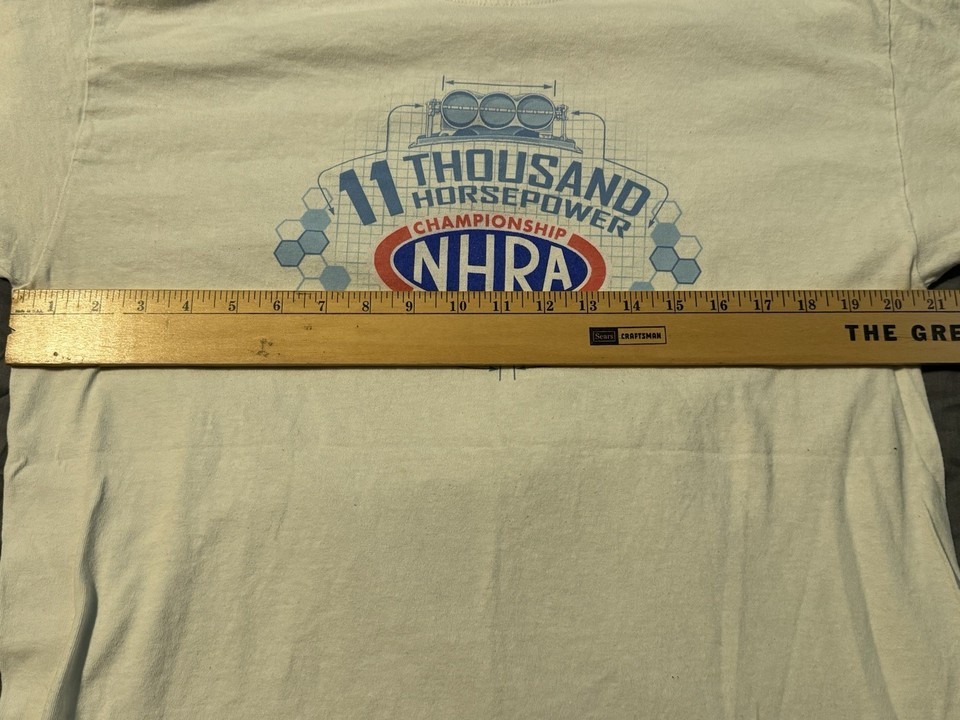 11 THOUSAND
HORSEPOWER
CHAMPIONSHIP
NHRA
1 2 3 4 5 6 7 8 9 10 11 12 13 14 15 16 17 18 19 20 21
Sears CRAFTSMAN THE GRE